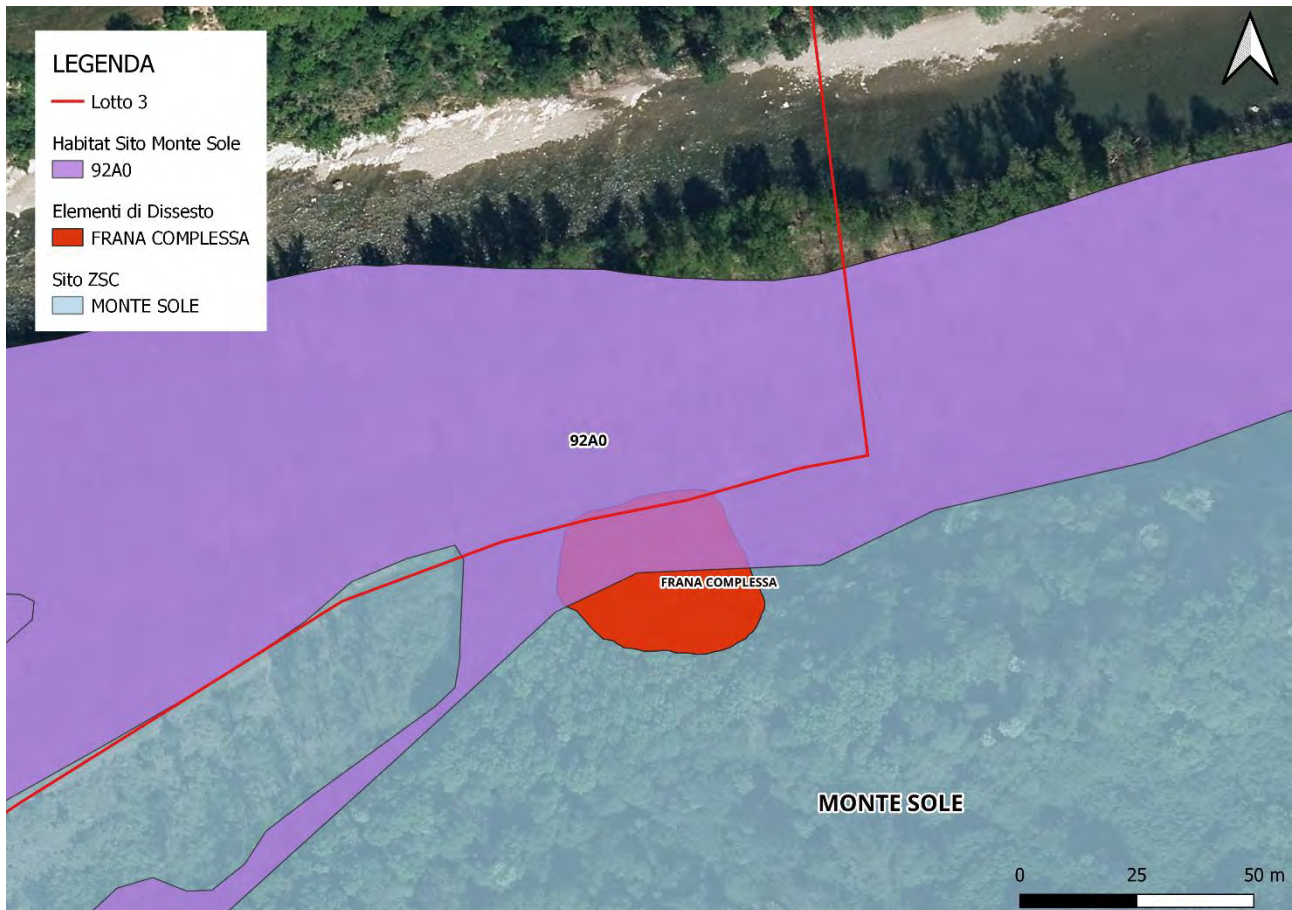 LEGENDA
Lotto 3
Habitat Sito Monte Sole
92A0
Elementi di Dissesto
FRANA COMPLESSA
Sito ZSC
MONTE SOLE
92A0
FRANA COMPLESSA
MONTE SOLE
0 25 50 m